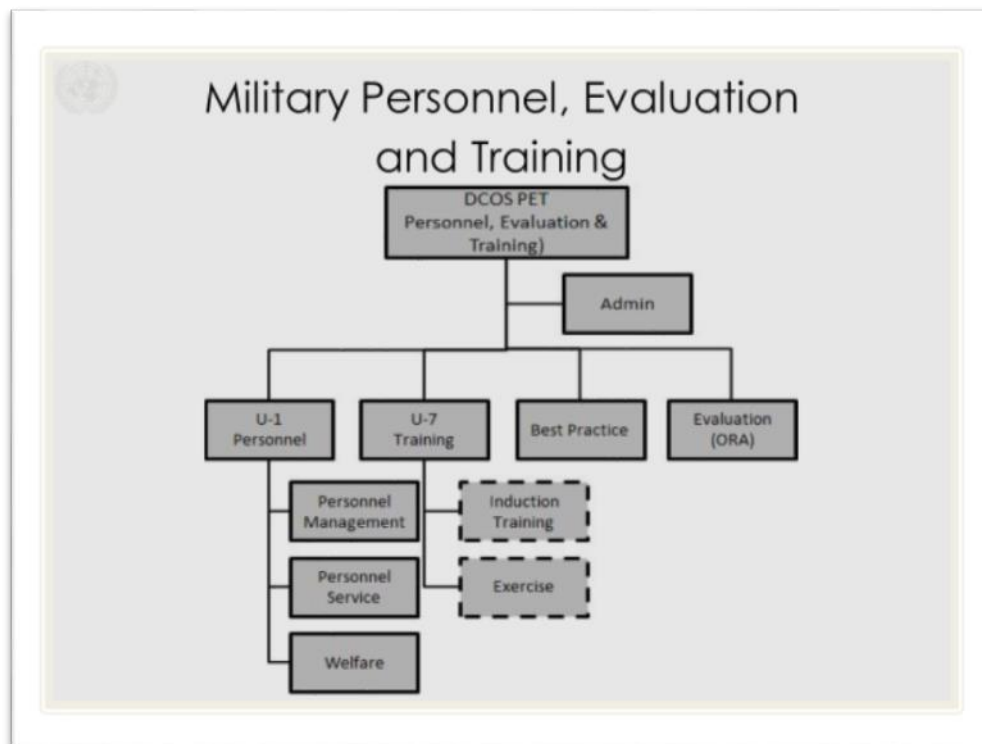 Military Personnel, Evaluation
and Training
DCOS PET
Personnel, Evaluation &
Training)
Admin
U-1
Personnel
U-7
Training
Best Practice
Evaluation
(ORA)
Personnel
Management
Induction
Training
Personnel
Service
Exercise
Welfare